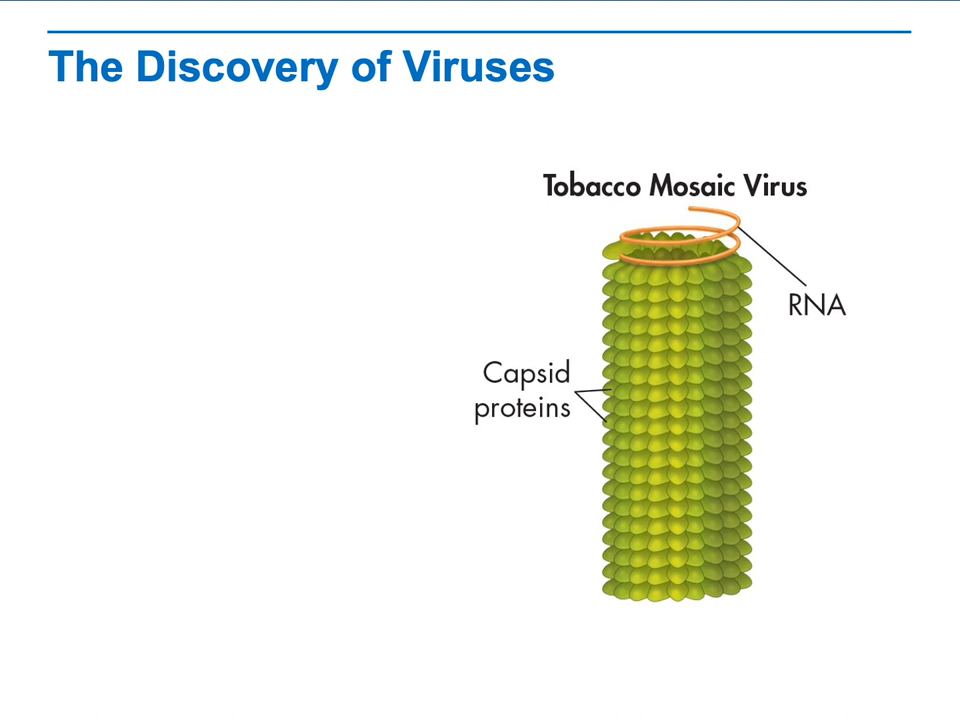 The Discovery of Viruses
Tobacco Mosaic Virus
RNA
Capsid
proteins